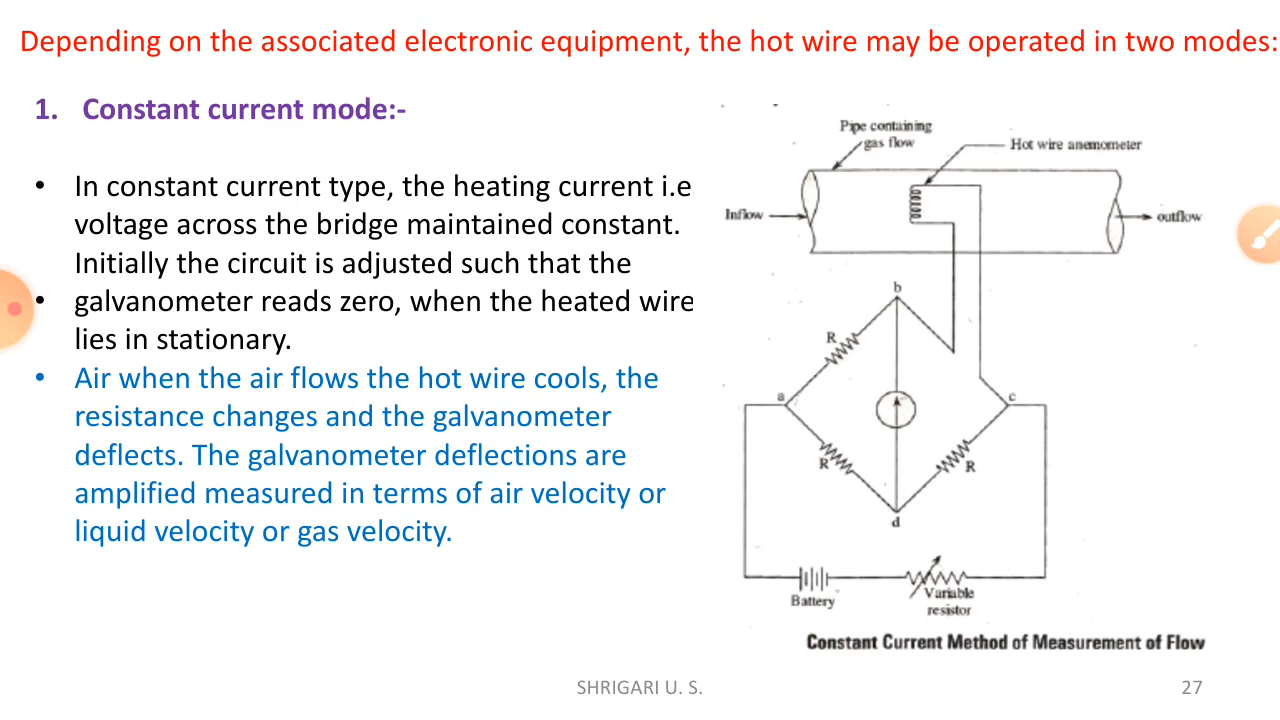 Depending on the associated electronic equipment, the hot wire may be operated in two modes:
1. Constant current mode:-
• In constant current type, the heating current i.e
voltage across the bridge maintained constant.
Initially the circuit is adjusted such that the
• galvanometer reads zero, when the heated wire
lies in stationary.
• Air when the air flows the hot wire cools, the
resistance changes and the galvanometer
deflects. The galvanometer deflections are
amplified measured in terms of air velocity or
liquid velocity or gas velocity.
Pipe containing
gas flow
Hot wire anemometer
Inflow
outflow
b
R
a
c
R
R
d
Battery
Variable
resistor
Constant Current Method of Measurement of Flow
SHRIGARI U. S.
27